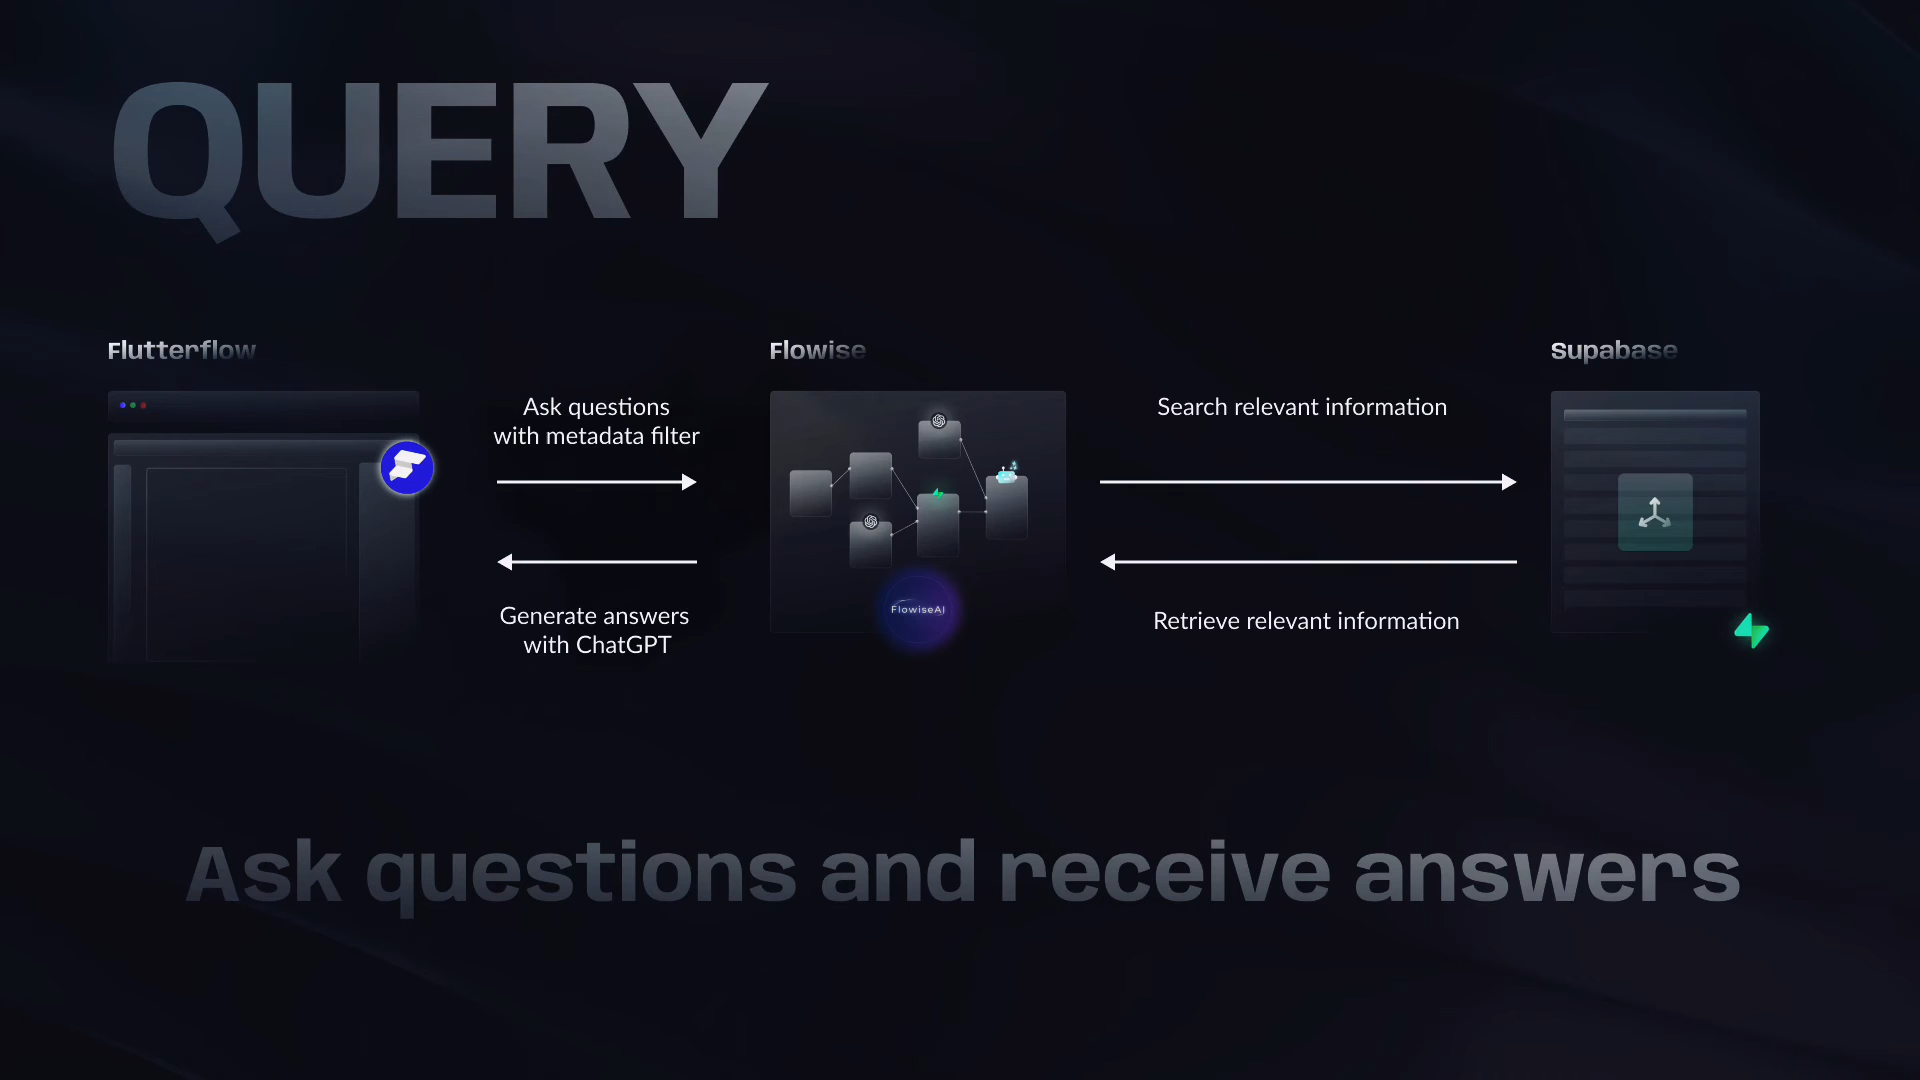 QUERY
Flutterflow
Flowise
Supabase
Ask questions
with metadata filter
Search relevant information
FlowiseAI
Generate answers
with ChatGPT
Retrieve relevant information
Ask questions and receive answers